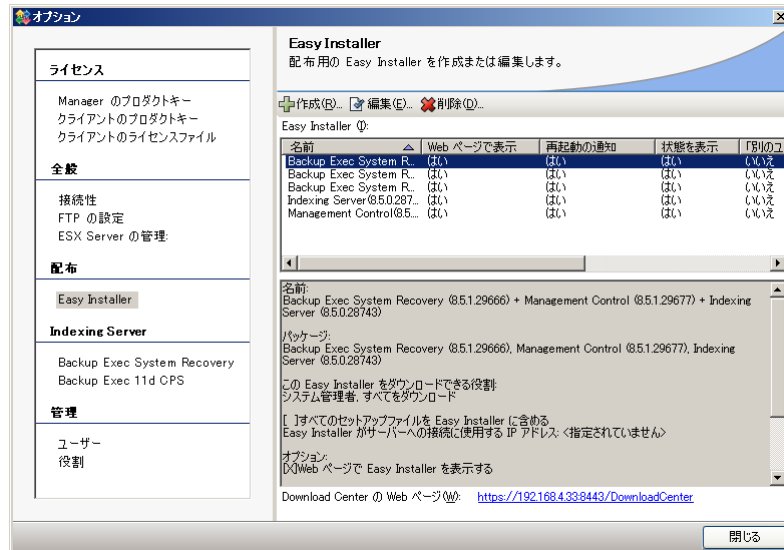 オプション
ライセンス
Manager のプロダクトキー
クライアントのプロダクトキー
クライアントのライセンスファイル
全般
接続性
FTP の設定
ESX Server の管理:
配布
Easy Installer
Indexing Server
Backup Exec System Recovery
Backup Exec 11d CPS
管理
ユーザー
役割
Easy Installer
配布用の Easy Installer を作成または編集します。
作成(R)... 編集(E)... 削除(D)...
Easy Installer (I):
名前 Web ページで表示 再起動の通知 状態を表示 「別のユ
Backup Exec System R... はい はい はい いいえ
Backup Exec System R... はい はい はい いいえ
Backup Exec System R... はい はい はい いいえ
Indexing Server(8.5.0.287... はい はい はい いいえ
Management Control(8.5.... はい はい はい いいえ
名前:
Backup Exec System Recovery (8.5.1.29666) + Management Control (8.5.1.29677) + Indexing
Server (8.5.0.28743)
パッケージ:
Backup Exec System Recovery (8.5.1.29666), Management Control (8.5.1.29677), Indexing
Server (8.5.0.28743)
この Easy Installer をダウンロードできる役割:
システム管理者, すべてをダウンロード
[ ]すべてのセットアップファイルを Easy Installer に含める
Easy Installer がサーバーへの接続に使用する IP アドレス: <指定されていません>
オプション:
[X]Web ページで Easy Installer を表示する
Download Center の Web ページ(W): https://192.168.4.33:8443/DownloadCenter
閉じる